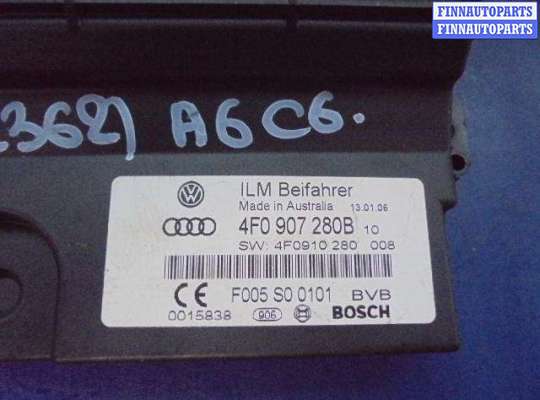 FINNAUTOPARTS
FINNAUTOPARTS
A6 C6.
ILM Beifahrer
Made in Australia 13.01.06
4F0 907 280B 10
SW: 4F0910 280 008
CE F005 S0 0101 BVB
0015838 906 BOSCH